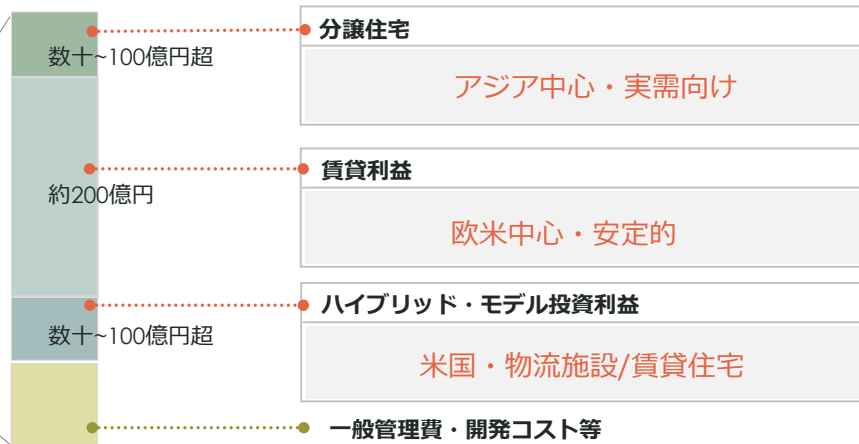 分譲住宅
数十~100億円超
アジア中心・実需向け
賃貸利益
約200億円
欧米中心・安定的
ハイブリッド・モデル投資利益
数十~100億円超
米国・物流施設/賃貸住宅
一般管理費・開発コスト等